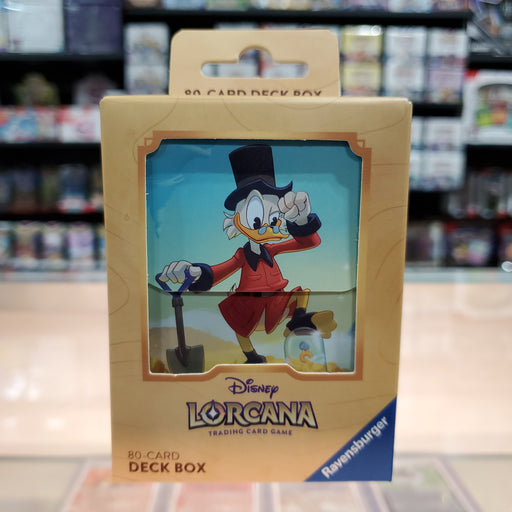 80-CARD DECK BOX
Disney
LORCANA
TRADING CARD GAME
80-CARD
DECK BOX
Ravensburger